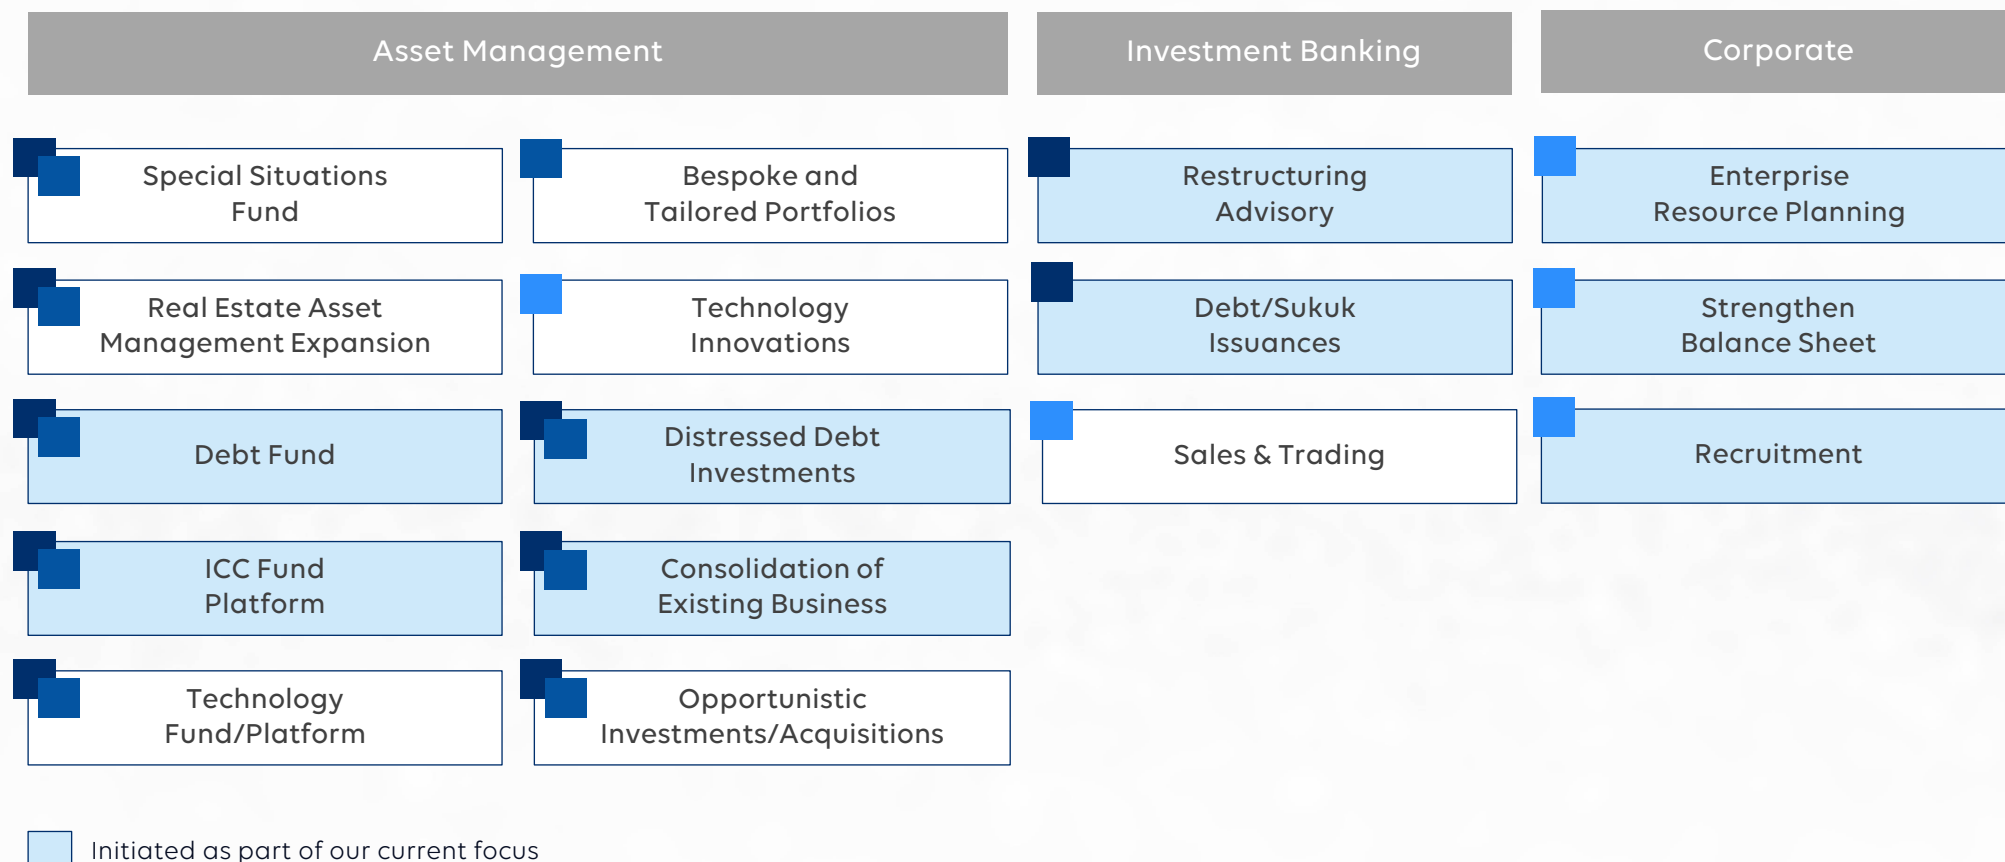 Asset Management
Investment Banking
Corporate
Special Situations
Fund
Bespoke and
Tailored Portfolios
Restructuring
Advisory
Enterprise
Resource Planning
Real Estate Asset
Management Expansion
Technology
Innovations
Debt/Sukuk
Issuances
Strengthen
Balance Sheet
Debt Fund
Distressed Debt
Investments
Sales & Trading
Recruitment
ICC Fund
Platform
Consolidation of
Existing Business
Technology
Fund/Platform
Opportunistic
Investments/Acquisitions
Initiated as part of our current focus